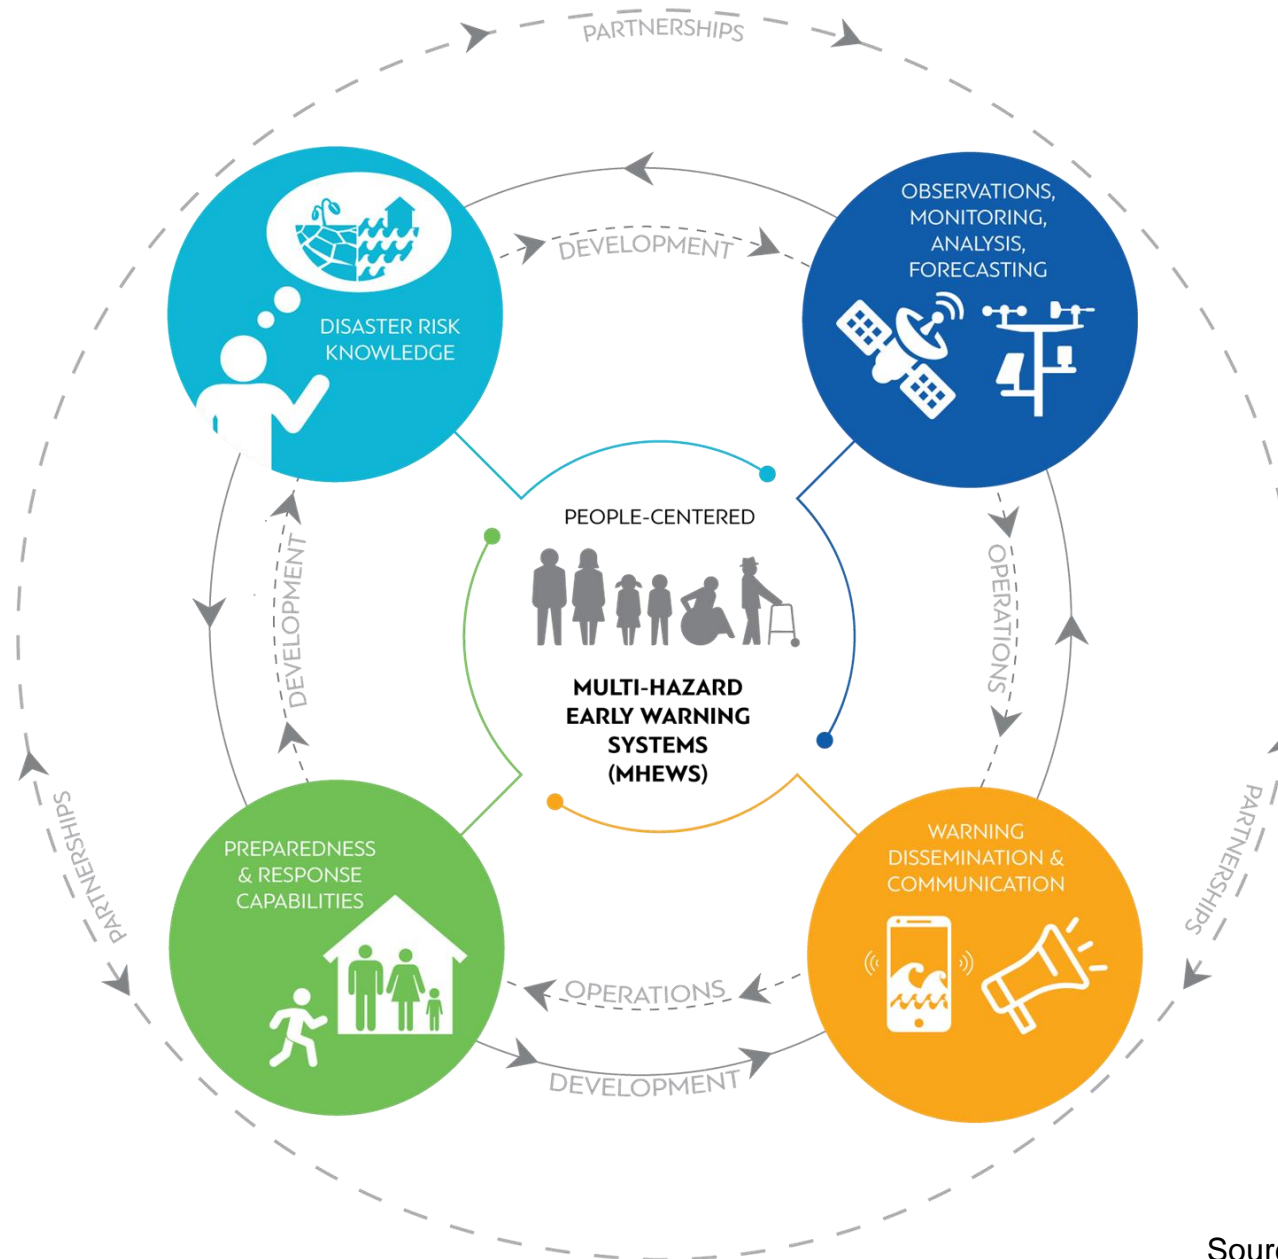 PARTNERSHIPS
OBSERVATIONS,
MONITORING,
ANALYSIS,
FORECASTING
DEVELOPMENT
DISASTER RISK
KNOWLEDGE
PEOPLE-CENTERED
DEVELOPMENT
OPERATIONS
MULTI-HAZARD
EARLY WARNING
SYSTEMS
(MHEWS)
PARTNERSHIPS
PARTNERSHIPS
PREPAREDNESS
& RESPONSE
CAPABILITIES
WARNING
DISSEMINATION &
COMMUNICATION
OPERATIONS
DEVELOPMENT